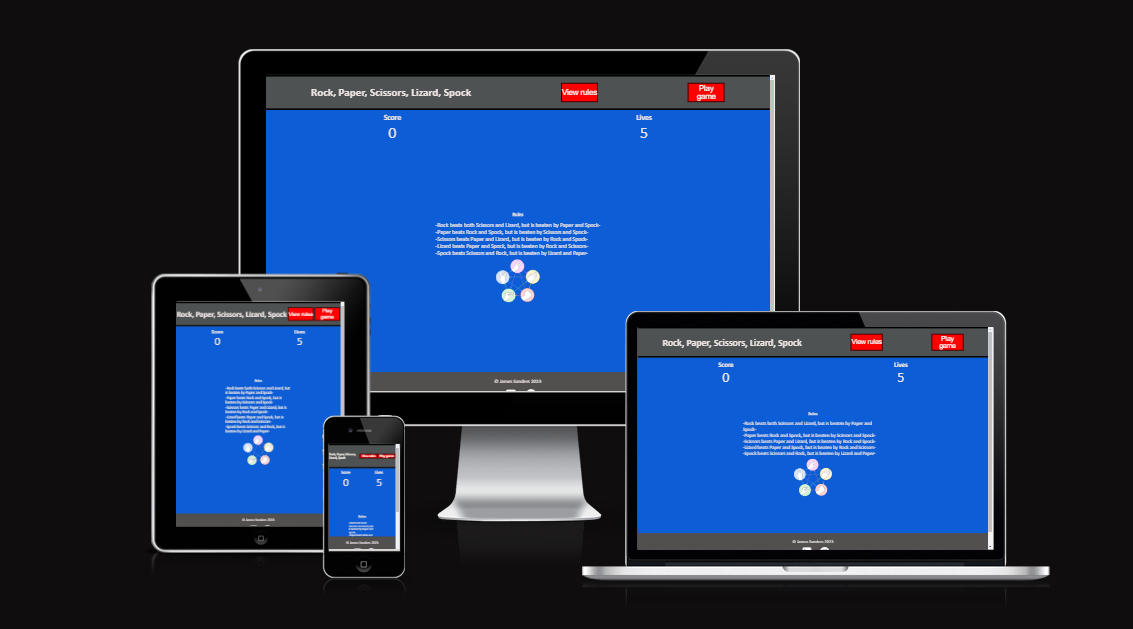 Rock, Paper, Scissors, Lizard, Spock
View rules
Play
game
Score
Lives
0
5
Rules
-Rock beats both Scissors and Lizard, but is beaten by Paper and Spock-
-Paper beats Rock and Spock, but is beaten by Scissors and Spock-
-Scissors beats Paper and Lizard, but is beaten by Rock and Spock-
-Lizard beats Paper and Spock, but is beaten by Rock and Scissors-
-Spock beats Scissors and Rock, but is beaten by Lizard and Paper-
© James Sanders 2023
Rock, Paper, Scissors, Lizard, Spock
View rules
Play
game
Score
Lives
0
5
Rules
-Rock beats both Scissors and Lizard, but
is beaten by Paper and Spock-
-Paper beats Rock and Spock, but is
beaten by Scissors and Spock-
-Scissors beats Paper and Lizard, but is
beaten by Rock and Spock-
-Lizard beats Paper and Spock, but is
beaten by Rock and Scissors-
-Spock beats Scissors and Rock, but is
beaten by Lizard and Paper-
© James Sanders 2023
Rock, Paper, Scissors,
Lizard, Spock
View rules
Play game
Score
Lives
0
5
Rules
© James Sanders 2023
Rock, Paper, Scissors, Lizard, Spock
View rules
Play
game
Score
Lives
0
5
Rules
-Rock beats both Scissors and Lizard, but is beaten by Paper and
Spock-
-Paper beats Rock and Spock, but is beaten by Scissors and Spock-
-Scissors beats Paper and Lizard, but is beaten by Rock and Spock-
-Lizard beats Paper and Spock, but is beaten by Rock and Scissors-
-Spock beats Scissors and Rock, but is beaten by Lizard and Paper-
© James Sanders 2023